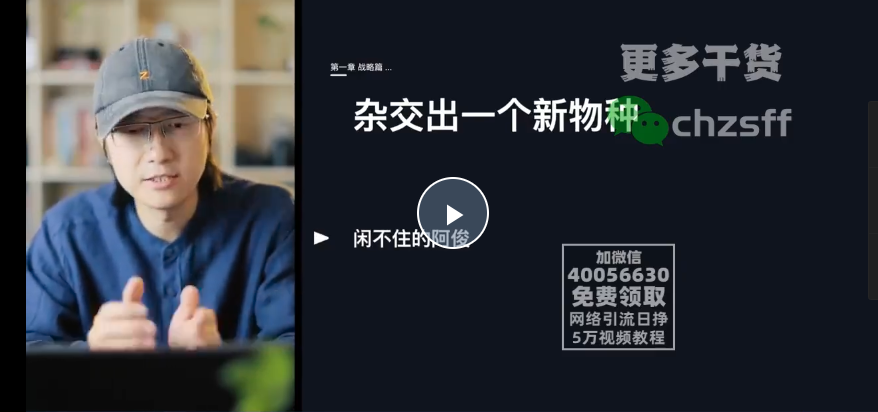 第一章 战略篇 ...
更多干货
杂交出一个新物种
chzsff
闲不住的阿俊
加微信
40056630
免费领取
网络引流日挣
5万视频教程
Z